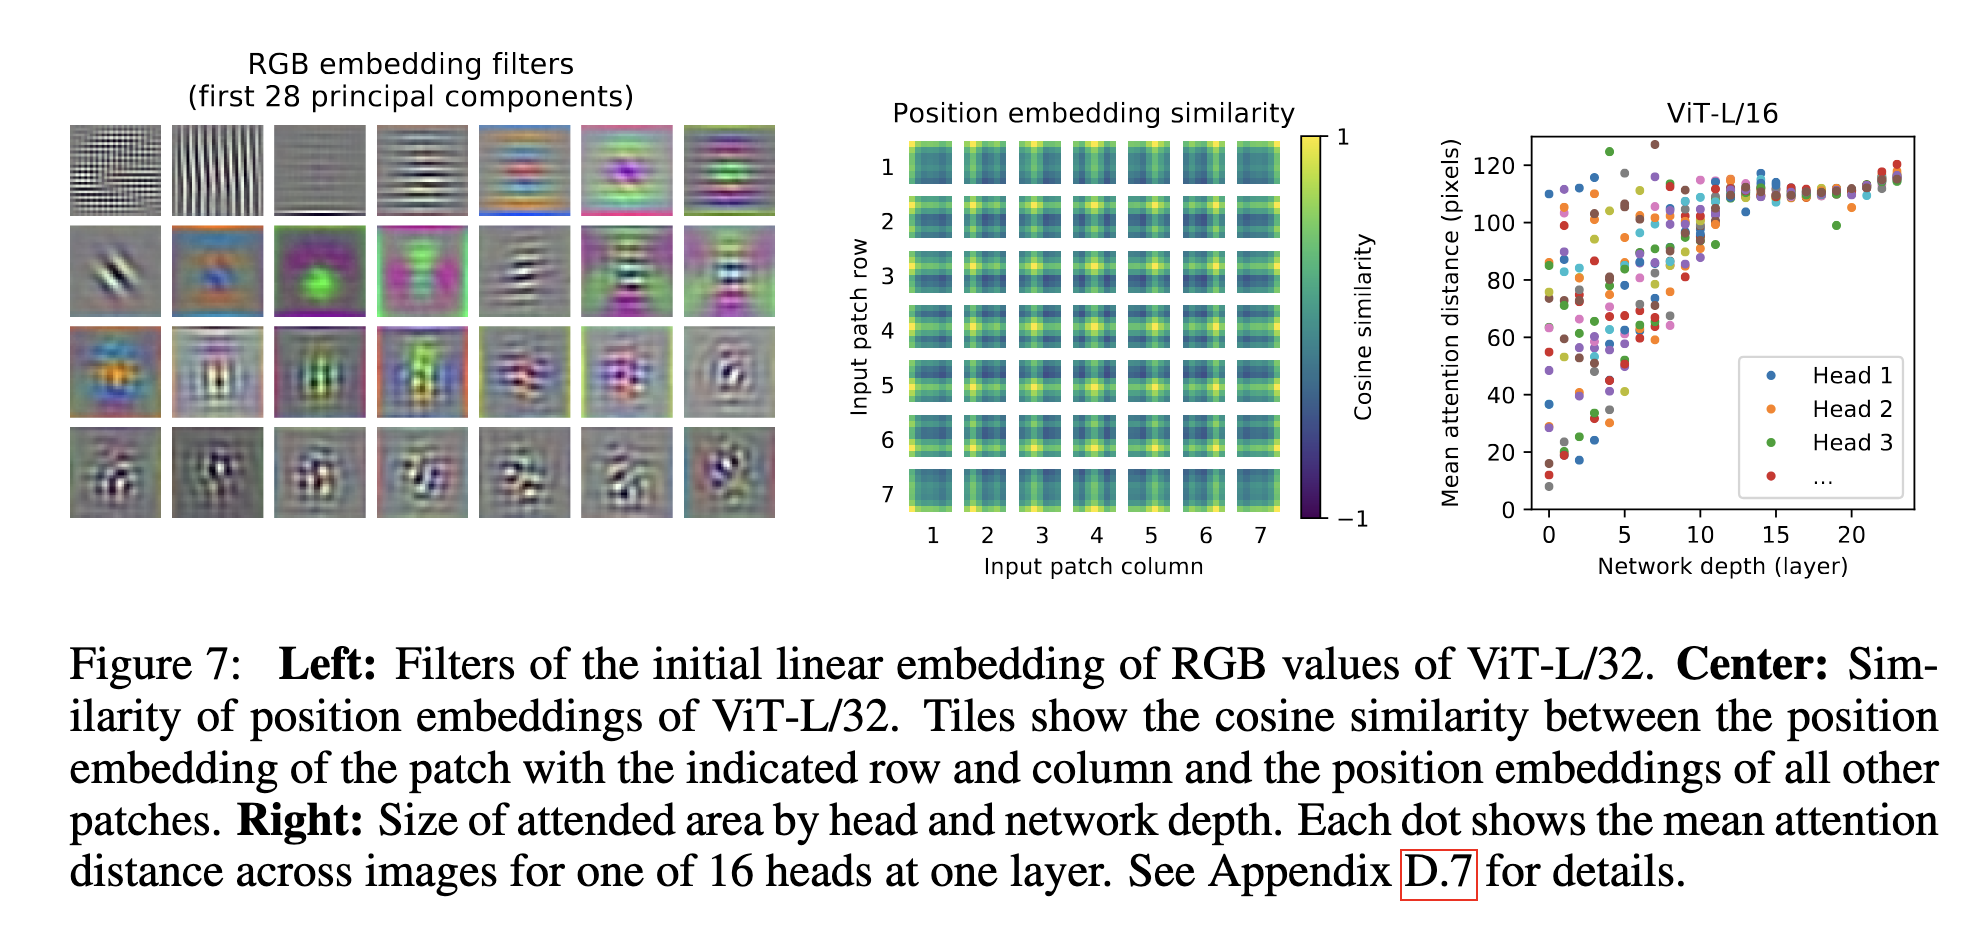 RGB embedding filters
(first 28 principal components)
Position embedding similarity
Input patch row
1
2
3
4
5
6
7
1 2 3 4 5 6 7
Input patch column
1
−1
Cosine similarity
ViT-L/16
Mean attention distance (pixels)
120
100
80
60
40
20
0
0 5 10 15 20
Network depth (layer)
Head 1
Head 2
Head 3
...
Figure 7: Left: Filters of the initial linear embedding of RGB values of ViT-L/32. Center: Sim-
ilarity of position embeddings of ViT-L/32. Tiles show the cosine similarity between the position
embedding of the patch with the indicated row and column and the position embeddings of all other
patches. Right: Size of attended area by head and network depth. Each dot shows the mean attention
distance across images for one of 16 heads at one layer. See Appendix D.7 for details.